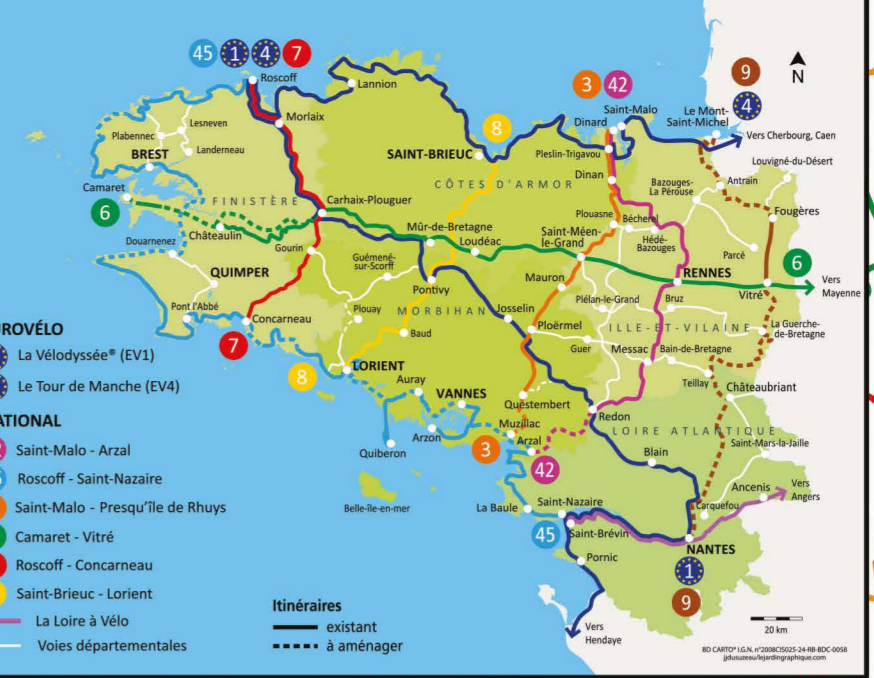 45 1 4 7
Roscoff
Lannion
Morlaix
Lesneven
Plabennec
Landerneau
BREST
Camaret
6
FINISTÈRE
Châteaulin
Douarnenez
Carhaix-Plouguer
Gourin
QUIMPER
Pont l'Abbé
Concarneau
7
SAINT-BRIEUC
8
CÔTES D'ARMOR
Mûr-de-Bretagne
Loudéac
Guémené-
sur-Scorff
Pontivy
Plouay
MORBIHAN
Baud
Josselin
LORIENT
8
Auray
VANNES
Arzon
Quiberon
Belle-île-en-mer
3 42
Dinard
Saint-Malo
Pleslin-Trigavou
Dinan
Plouasne
Bécherel
Hédé-
Bazouges
Saint-Méen-
le-Grand
Mauron
Ploërmel
Questembert
Muzillac
Arzal
3
42
9
4
Le Mont-
Saint-Michel
Vers Cherbourg, Caen
Louvigné-du-Désert
Bazouges-
La Pérouse
Antrain
Fougères
Parcé
RENNES
Vitré
6
Vers
Mayenne
Plélan-le-Grand
Bruz
ILLE-ET-VILAINE
La Guerche-
de-Bretagne
Guer
Messac
Bain-de-Bretagne
Teillay
Châteaubriant
Redon
LOIRE ATLANTIQUE
Saint-Mars-la-Jaille
Blain
Ancenis
Vers
Angers
Carquefou
La Baule
Saint-Nazaire
45
Saint-Brévin
Pornic
NANTES
1
9
Vers
Hendaye
N
20 km
BD CARTO® I.G.N. n°2008CISO25-24-RB-BDC-0058
jjdusuzeau/lejardingraphique.com
ROVÉLO
La Vélodyssée® (EV1)
Le Tour de Manche (EV4)
ATIONAL
Saint-Malo - Arzal
Roscoff - Saint-Nazaire
Saint-Malo - Presqu'île de Rhuys
Camaret - Vitré
Roscoff - Concarneau
Saint-Brieuc - Lorient
La Loire à Vélo
Voies départementales
Itinéraires
existant
à aménager